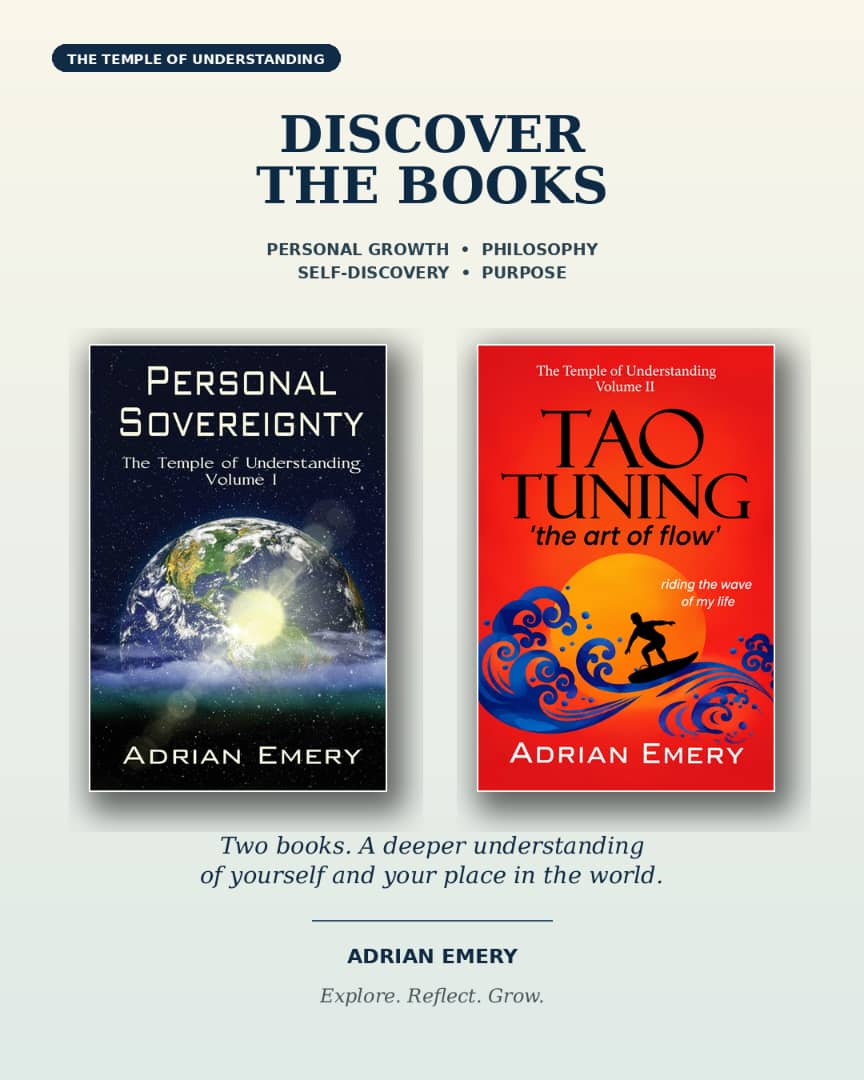 THE TEMPLE OF UNDERSTANDING
DISCOVER
THE BOOKS
PERSONAL GROWTH • PHILOSOPHY
SELF-DISCOVERY • PURPOSE
PERSONAL
SOVEREIGNTY
The Temple of Understanding
Volume I
ADRIAN EMERY
The Temple of Understanding
Volume II
TAO
TUNING
'the art of flow'
riding the wave
of my life
ADRIAN EMERY
Two books. A deeper understanding
of yourself and your place in the world.
ADRIAN EMERY
Explore. Reflect. Grow.